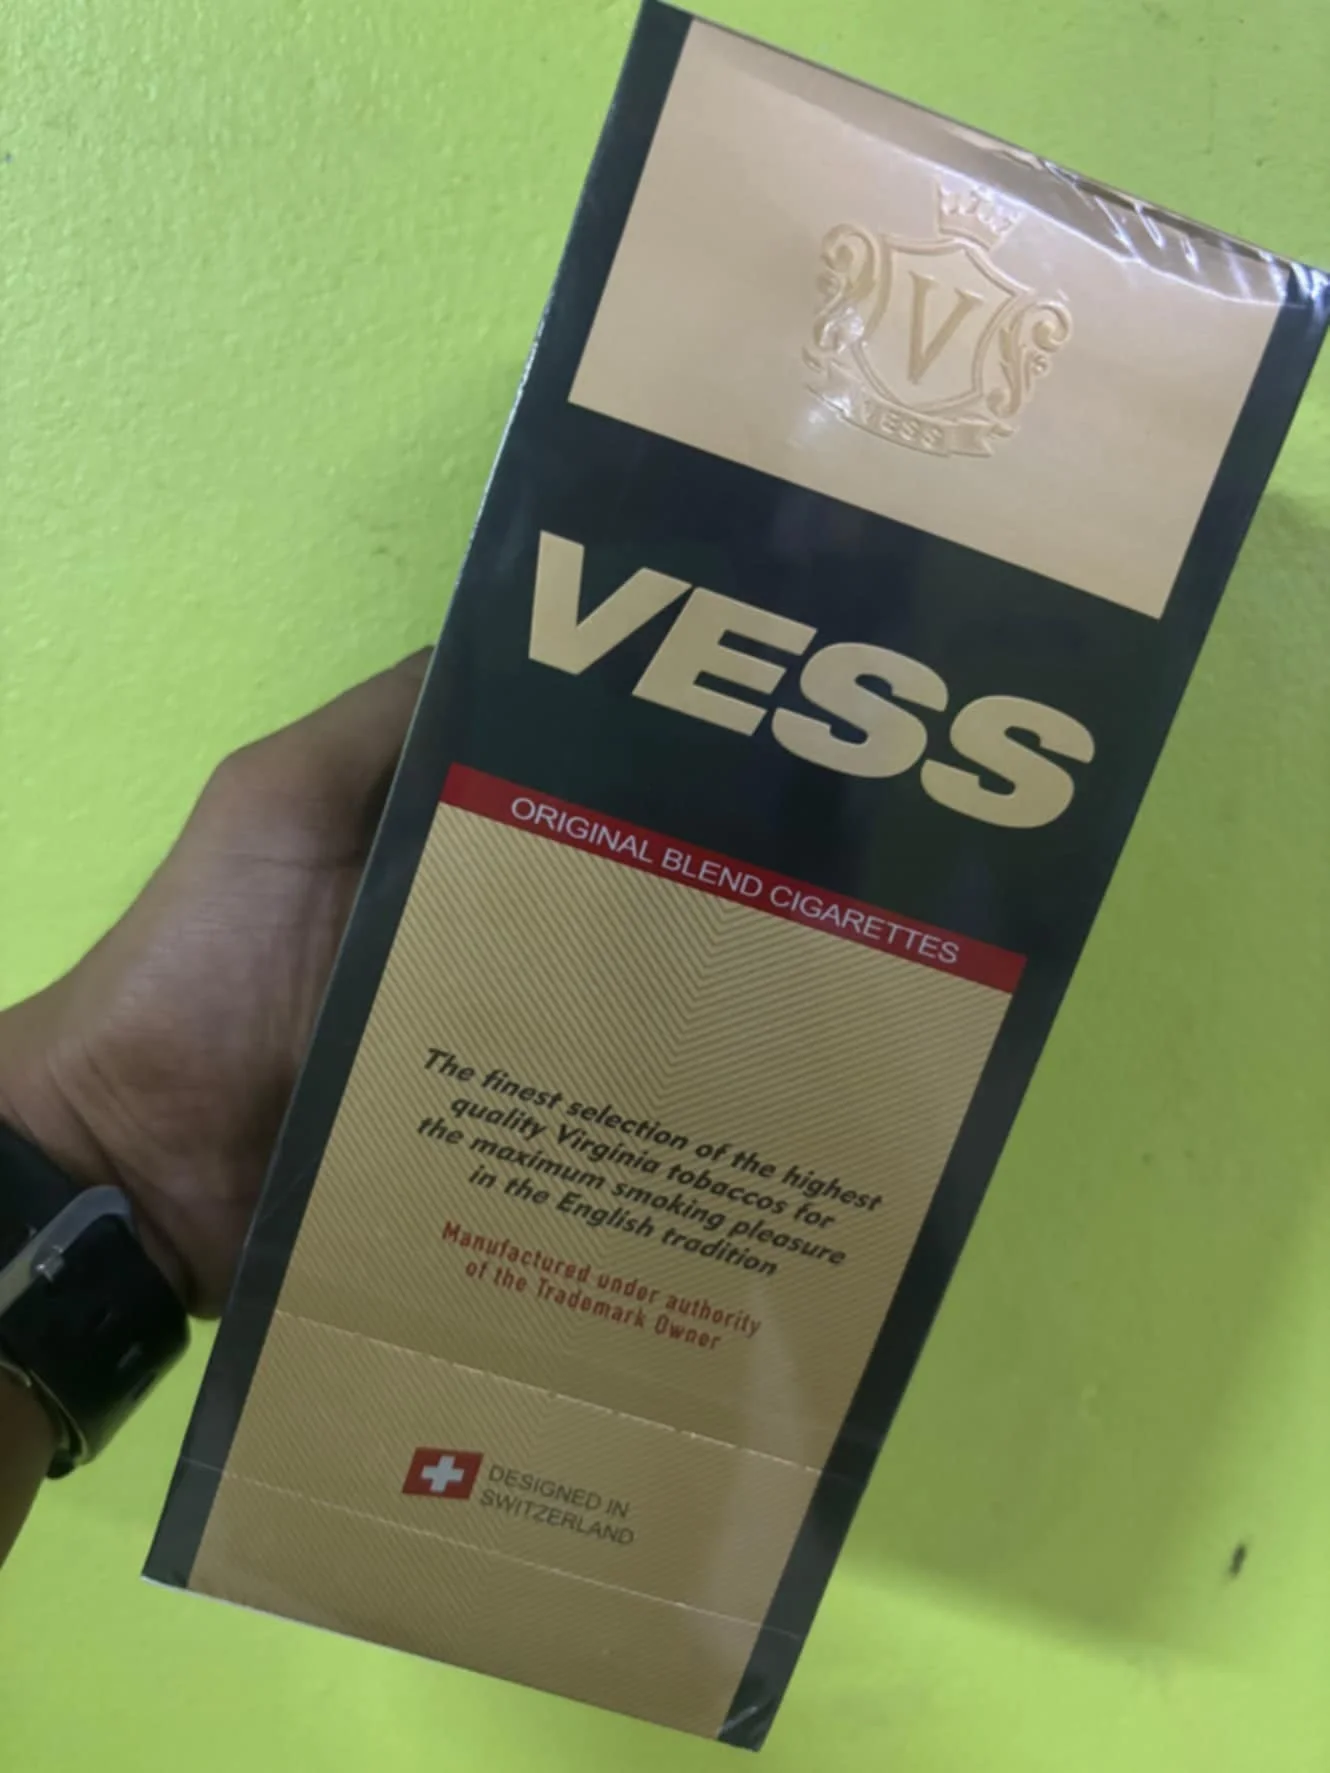 V
VESS
VESS
ORIGINAL BLEND CIGARETTES
The finest selection of the highest
quality Virginia tobaccos for
the maximum smoking pleasure
in the English tradition
Manufactured under authority
of the Trademark Owner
DESIGNED IN
SWITZERLAND